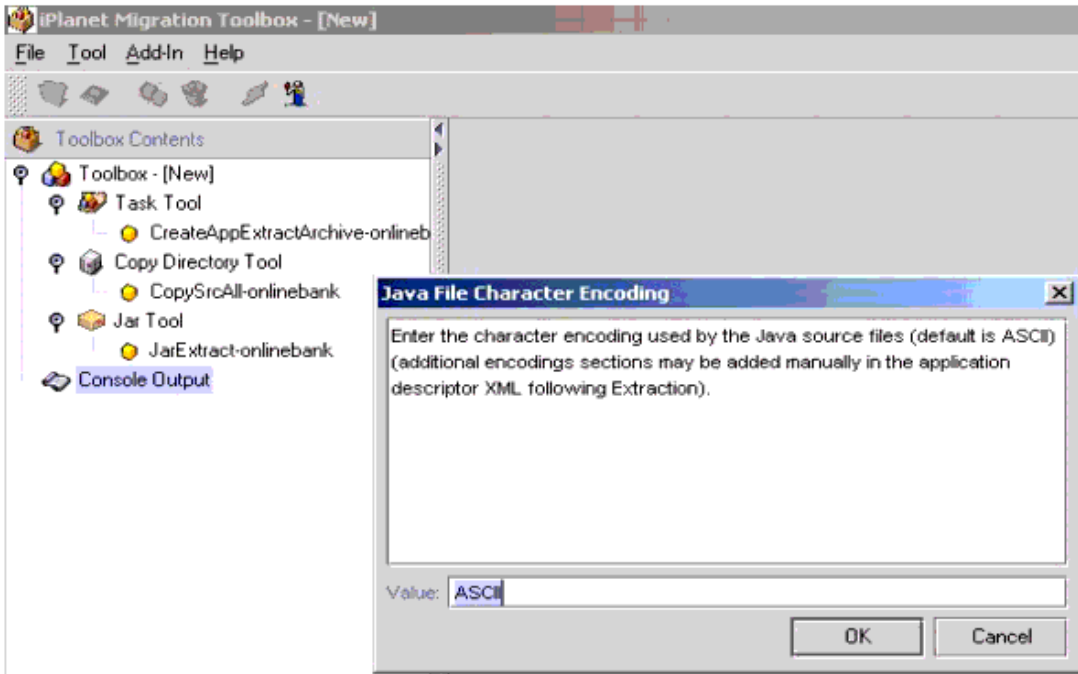 iPlanet Migration Toolbox - [New]
File Tool Add-In Help
Toolbox Contents
Toolbox - [New]
Task Tool
CreateAppExtractArchive-onlineb
Copy Directory Tool
CopySrcAll-onlinebank
Jar Tool
JarExtract-onlinebank
Console Output
Java File Character Encoding
Enter the character encoding used by the Java source files (default is ASCII)
(additional encodings sections may be added manually in the application
descriptor XML following Extraction).
Value: ASCII
OK Cancel